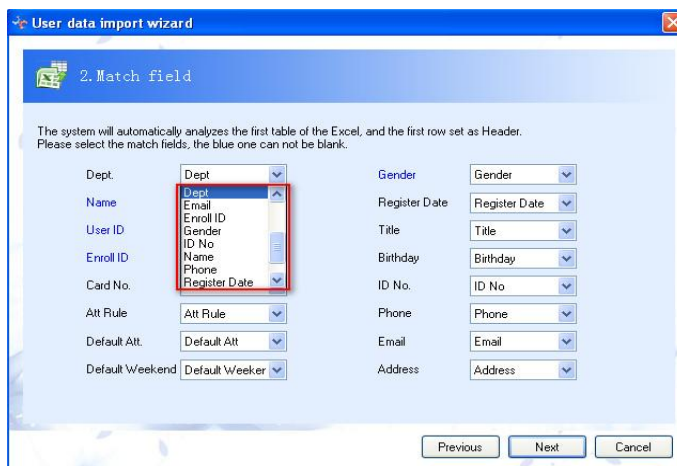 User data import wizard
2.Match field
The system will automatically analyzes the first table of the Excel, and the first row set as Header.
Please select the match fields, the blue one can not be blank.
Dept. Dept Gender Gender
Dept
Email
Name Register Date Register Date
Enroll ID
Gender
User ID Title Title
ID No
Name
Enroll ID Birthday Birthday
Phone
Register Date
Card No. ID No. ID No
Att Rule Att Rule Phone Phone
Default Att. Default Att Email Email
Default Weekend Default Weeker Address Address
Previous Next Cancel